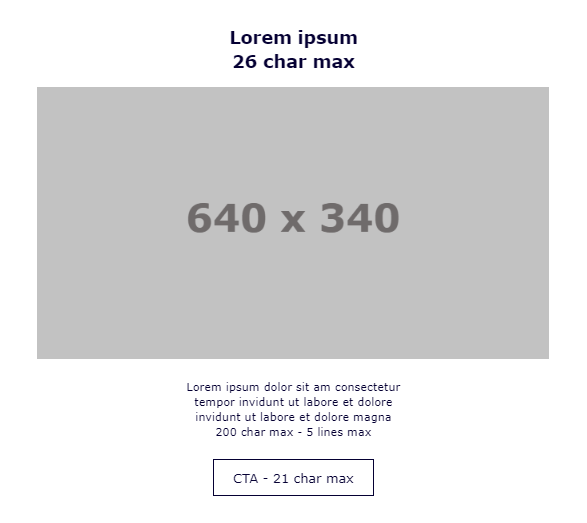 Lorem ipsum
26 char max
640 x 340
Lorem ipsum dolor sit am consectetur
tempor invidunt ut labore et dolore
invidunt ut labore et dolore magna
200 char max - 5 lines max
CTA - 21 char max